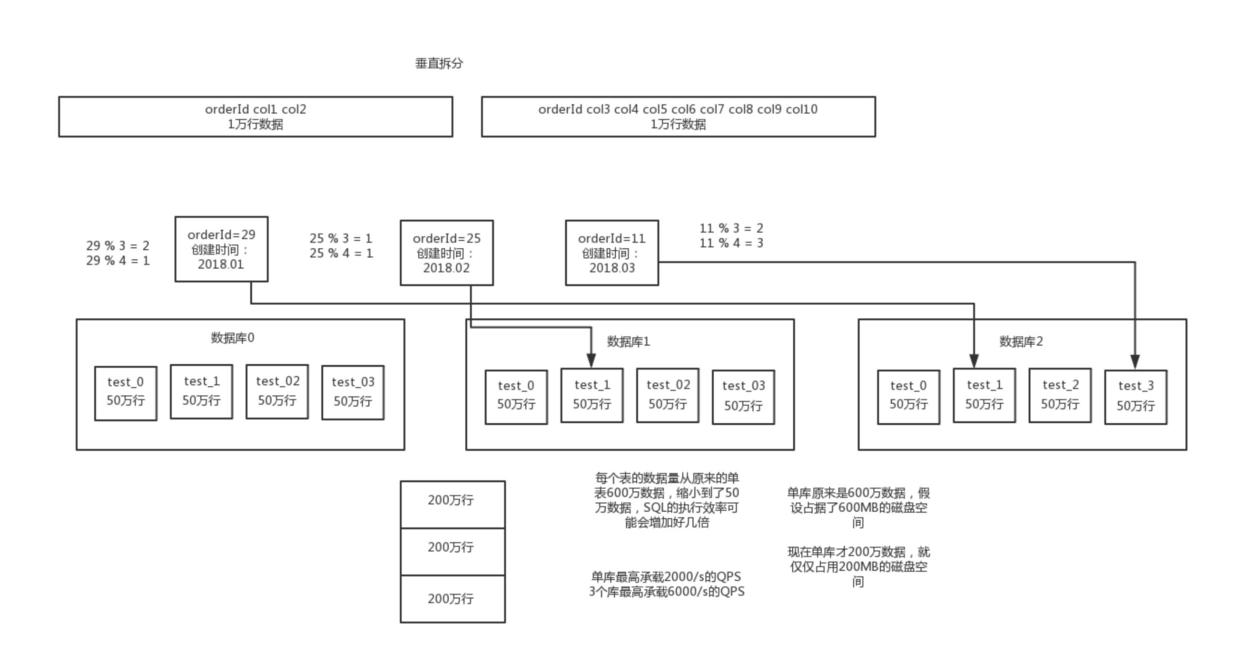 垂直拆分
orderId col1 col2
1万行数据
orderId col3 col4 col5 col6 col7 col8 col9 col10
1万行数据
29 % 3 = 2
29 % 4 = 1
orderId=29
创建时间：
2018.01
25 % 3 = 1
25 % 4 = 1
orderId=25
创建时间：
2018.02
orderId=11
创建时间：
2018.03
11 % 3 = 2
11 % 4 = 3
数据库0
test_0
50万行
test_1
50万行
test_02
50万行
test_03
50万行
数据库1
test_0
50万行
test_1
50万行
test_02
50万行
test_03
50万行
数据库2
test_0
50万行
test_1
50万行
test_2
50万行
test_3
50万行
200万行
200万行
200万行
每个表的数据量从原来的单
表600万数据，缩小到了50
万数据，SQL的执行效率可
能会增加好几倍
单库最高承载2000/s的QPS
3个库最高承载6000/s的QPS
单库原来是600万数据，假
设占据了600MB的磁盘空
间
现在单库才200万数据，就
仅仅占用200MB的磁盘空
间